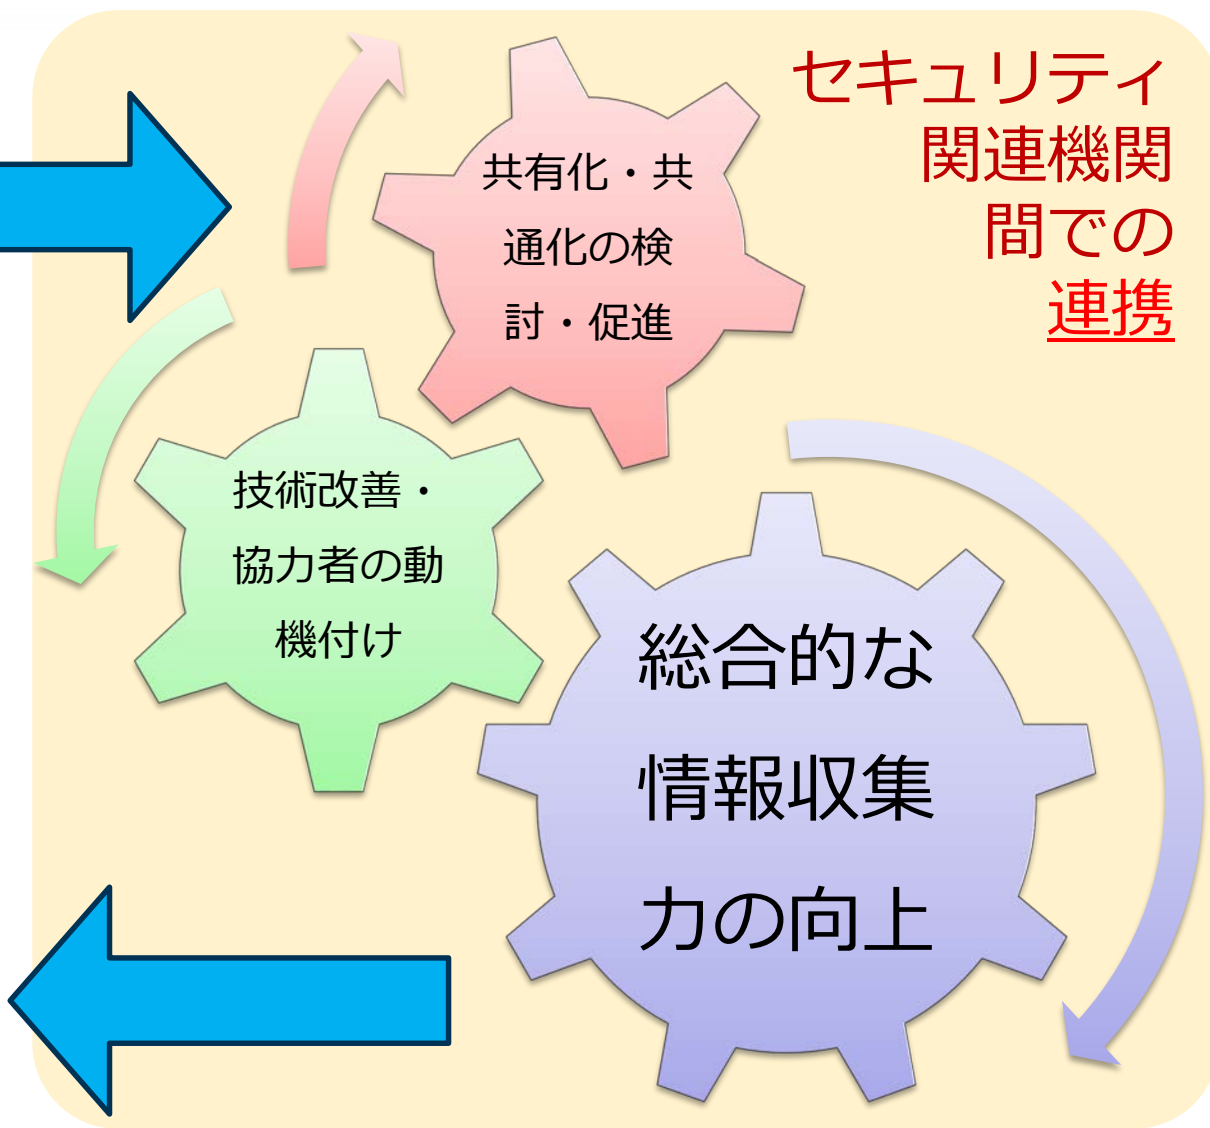 セキュリティ
関連機関
間での
連携
共有化・共
通化の検
討・促進
技術改善・
協力者の動
機付け
総合的な
情報収集
力の向上